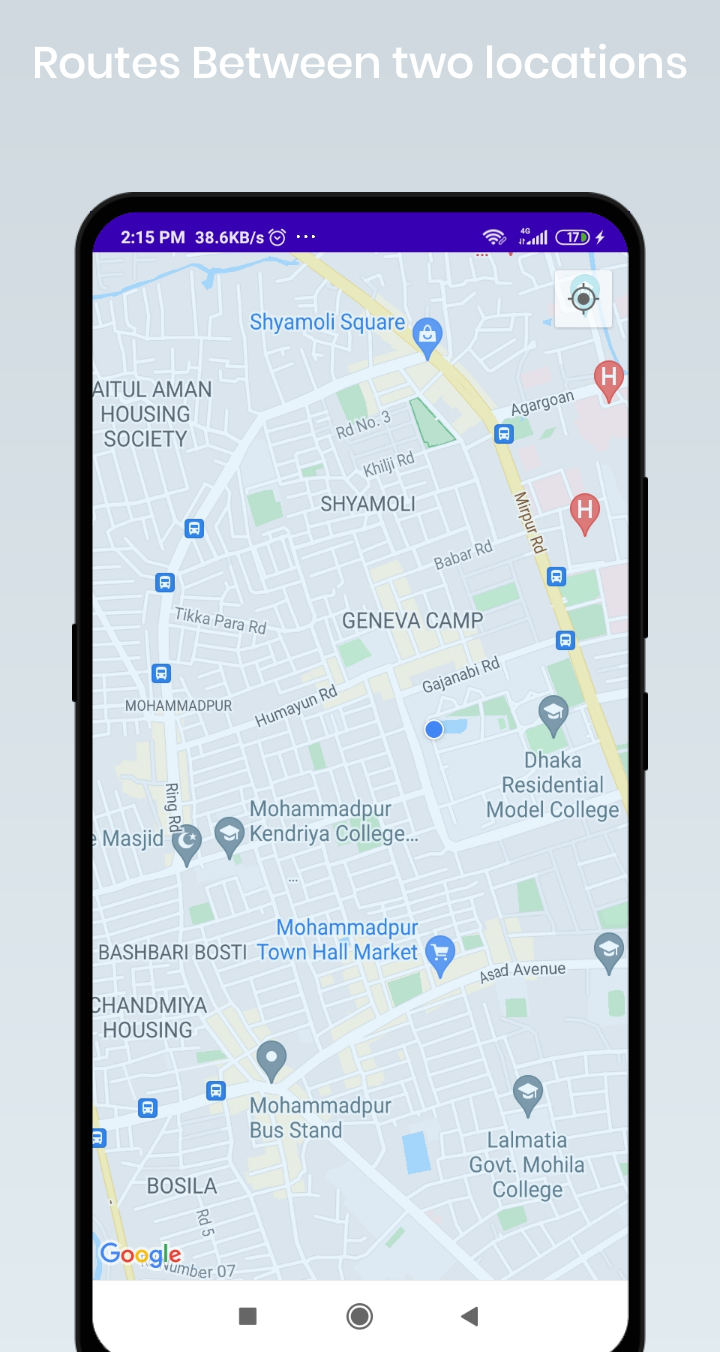 Routes Between two locations
2:15 PM 38.6KB/s
4G
17
Shyamoli Square
AITUL AMAN
HOUSING
SOCIETY
H
Agargoan
Rd No. 3
Khilji Rd
SHYAMOLI
H
Mirpur Rd
Babar Rd
Tikka Para Rd
GENEVA CAMP
Gajanabi Rd
MOHAMMADPUR
Humayun Rd
Dhaka
Residential
Model College
Ring Rd
Mohammadpur
Kendriya College...
e Masjid
...
Mohammadpur
Town Hall Market
BASHBARI BOSTI
Asad Avenue
CHANDMIYA
HOUSING
Mohammadpur
Bus Stand
Lalmatia
Govt. Mohila
College
BOSILA
Rd 5
Google
Number 07